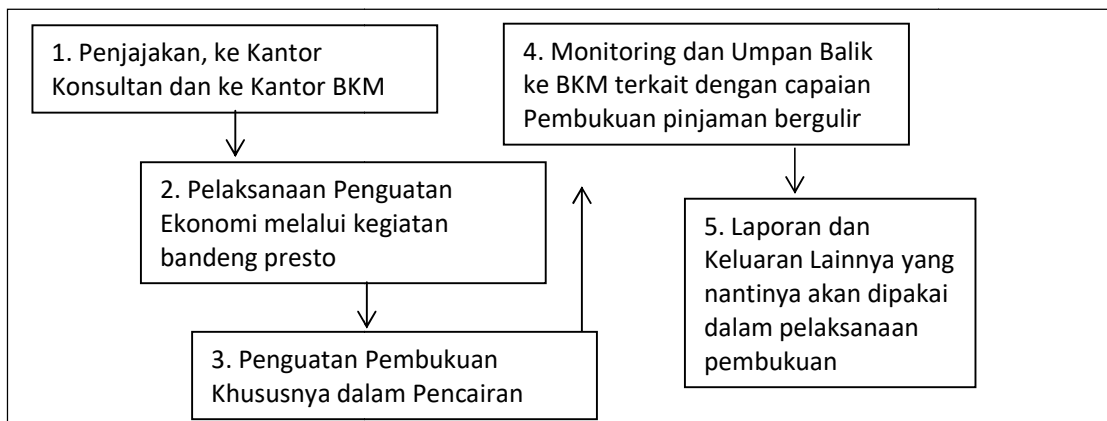 1. Penjajakan, ke Kantor
Konsultan dan ke Kantor BKM
2. Pelaksanaan Penguatan
Ekonomi melalui kegiatan
bandeng presto
3. Penguatan Pembukuan
Khususnya dalam Pencairan
4. Monitoring dan Umpan Balik
ke BKM terkait dengan capaian
Pembukuan pinjaman bergulir
5. Laporan dan
Keluaran Lainnya yang
nantinya akan dipakai
dalam pelaksanaan
pembukuan